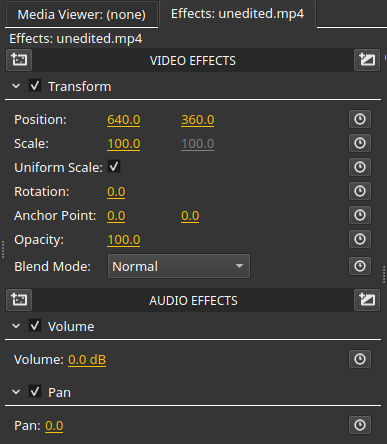 Media Viewer: (none) Effects: unedited.mp4
Effects: unedited.mp4
VIDEO EFFECTS
Transform
Position: 640.0 360.0
Scale: 100.0 100.0
Uniform Scale:
Rotation: 0.0
Anchor Point: 0.0 0.0
Opacity: 100.0
Blend Mode: Normal
AUDIO EFFECTS
Volume
Volume: 0.0 dB
Pan
Pan: 0.0